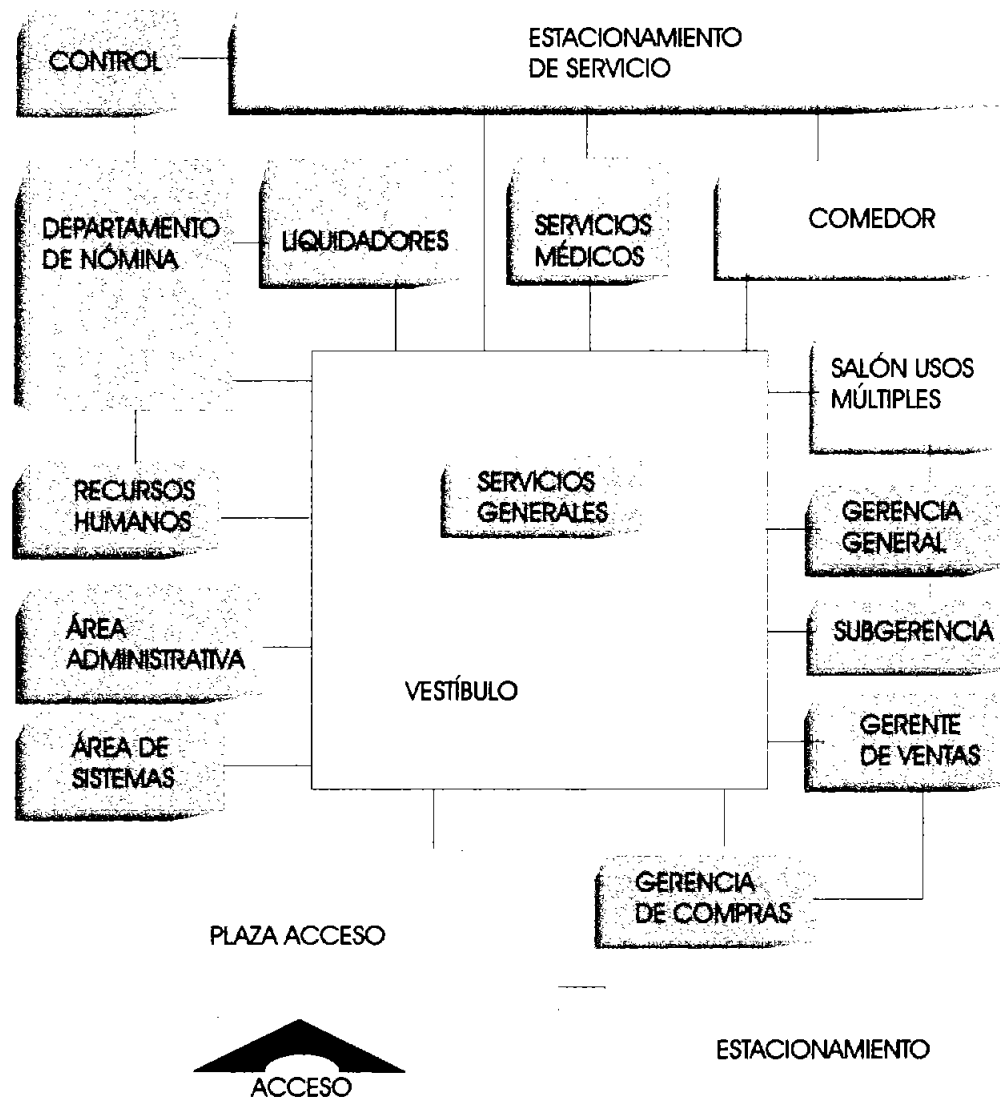 CONTROL
ESTACIONAMIENTO
DE SERVICIO
DEPARTAMENTO
DE NÓMINA
LIQUIDADORES
SERVICIOS
MÉDICOS
COMEDOR
SALÓN USOS
MÚLTIPLES
RECURSOS
HUMANOS
SERVICIOS
GENERALES
GERENCIA
GENERAL
ÁREA
ADMINISTRATIVA
SUBGERENCIA
VESTÍBULO
GERENTE
DE VENTAS
ÁREA DE
SISTEMAS
GERENCIA
DE COMPRAS
PLAZA ACCESO
ESTACIONAMIENTO
ACCESO